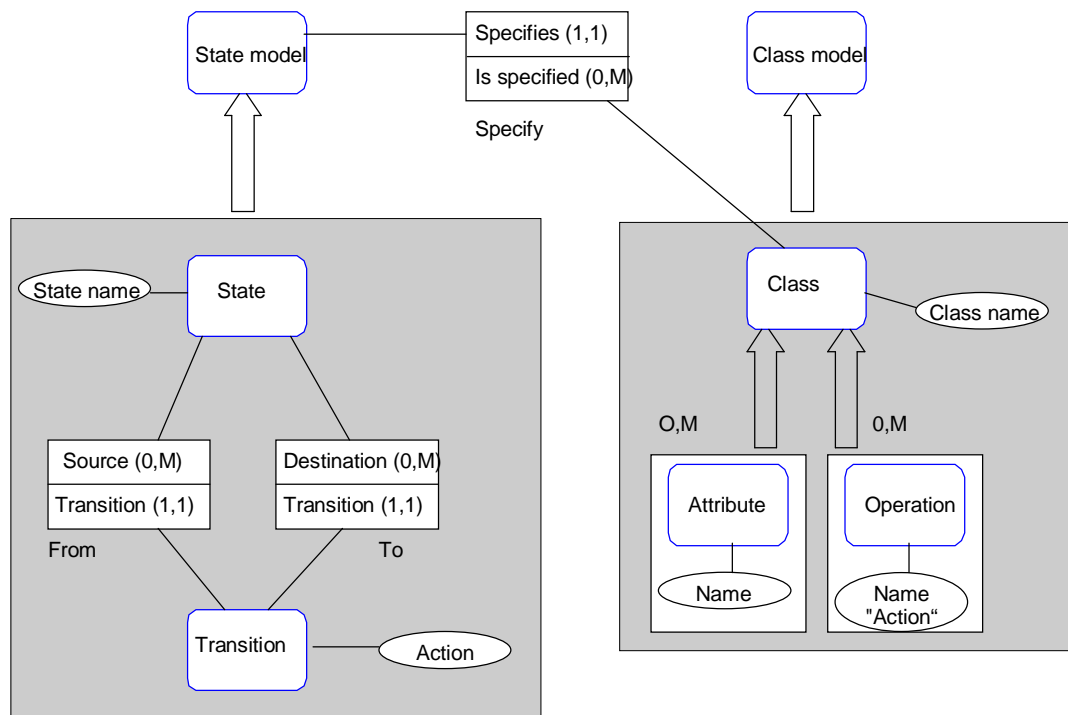 State model
Specifies (1,1)
Is specified (0,M)
Specify
Class model
State name
State
Source (0,M)
Transition (1,1)
From
Destination (0,M)
Transition (1,1)
To
Transition
Action
Class
Class name
O,M
0,M
Attribute
Name
Operation
Name
"Action“